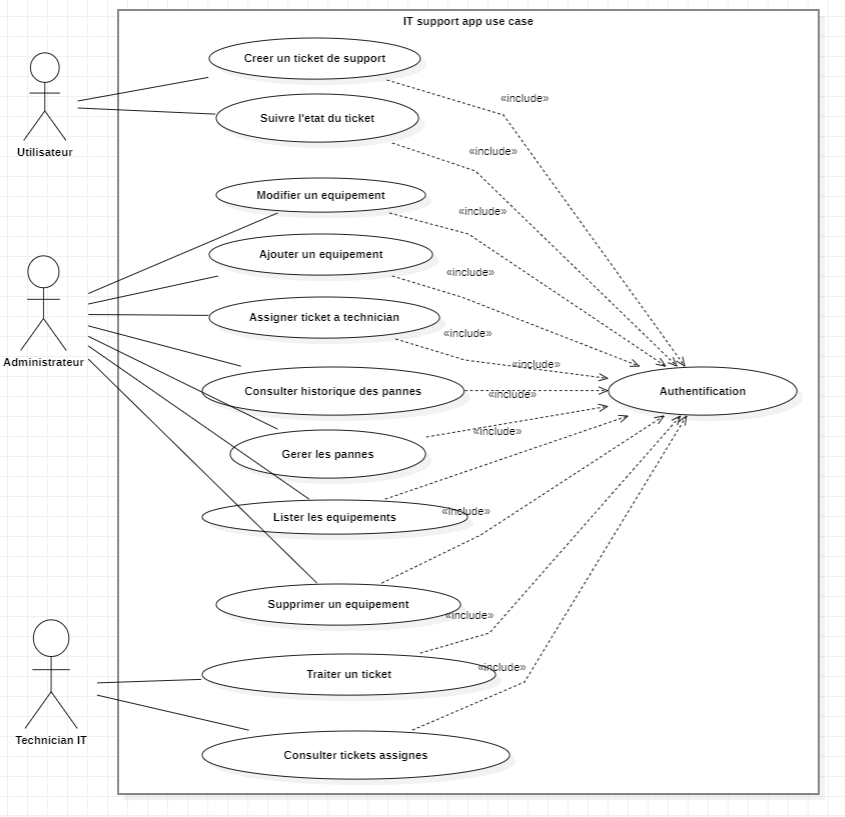 IT support app use case
Creer un ticket de support
«include»
Suivre l'etat du ticket
Utilisateur
«include»
Modifier un equipement
«include»
Ajouter un equipement
«include»
Assigner ticket a technician
«include»
Administrateur
«include»
Consulter historique des pannes
«include»
Authentification
«include»
Gerer les pannes
«include»
Lister les equipements
Supprimer un equipement
«include»
«include»
Traiter un ticket
Technician IT
Consulter tickets assignes